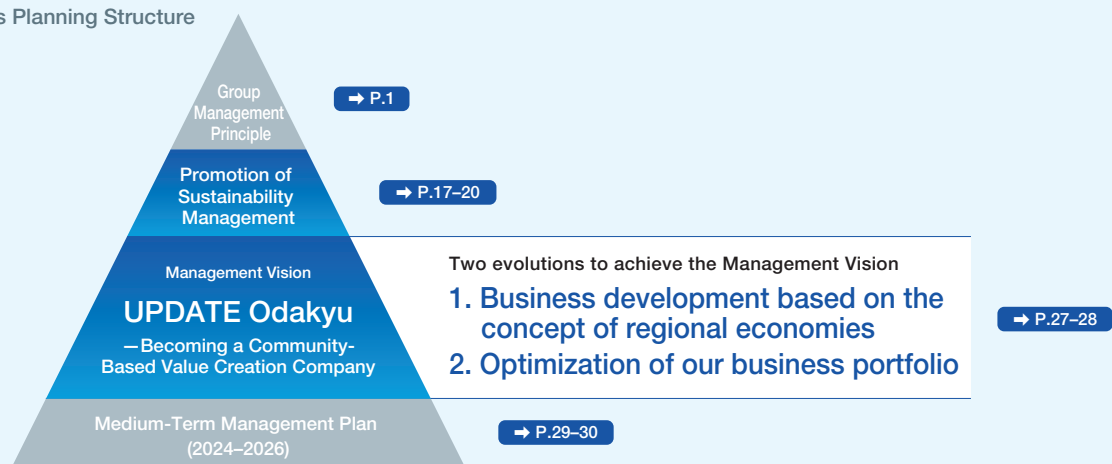 s Planning Structure
Group
Management
Principle
➡ P.1
Promotion of
Sustainability
Management
➡ P.17–20
Management Vision
UPDATE Odakyu
—Becoming a Community-
Based Value Creation Company
Two evolutions to achieve the Management Vision
1. Business development based on the
concept of regional economies
2. Optimization of our business portfolio
➡ P.27–28
Medium-Term Management Plan
(2024–2026)
➡ P.29–30